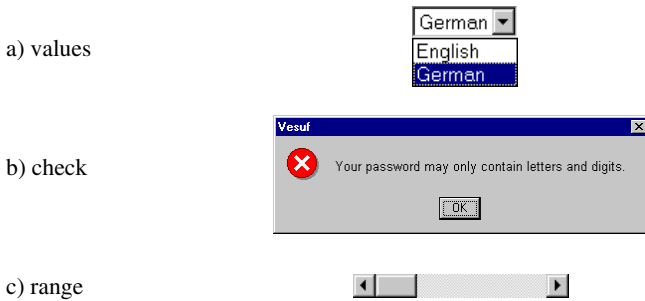 German
a) values
English
German
Vesuf
b) check
Your password may only contain letters and digits.
OK
c) range